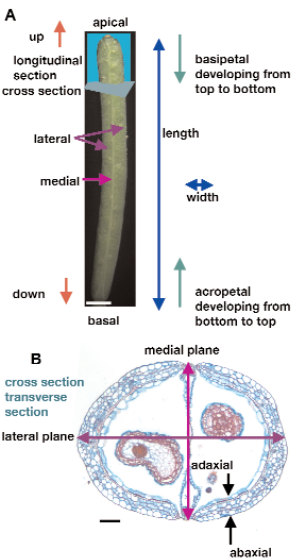 A
apical
up
longitudinal
section
cross section
basipetal
developing from
top to bottom
lateral
length
medial
width
down
acropetal
developing from
bottom to top
basal
B
medial plane
cross section
transverse
section
lateral plane
adaxial
abaxial